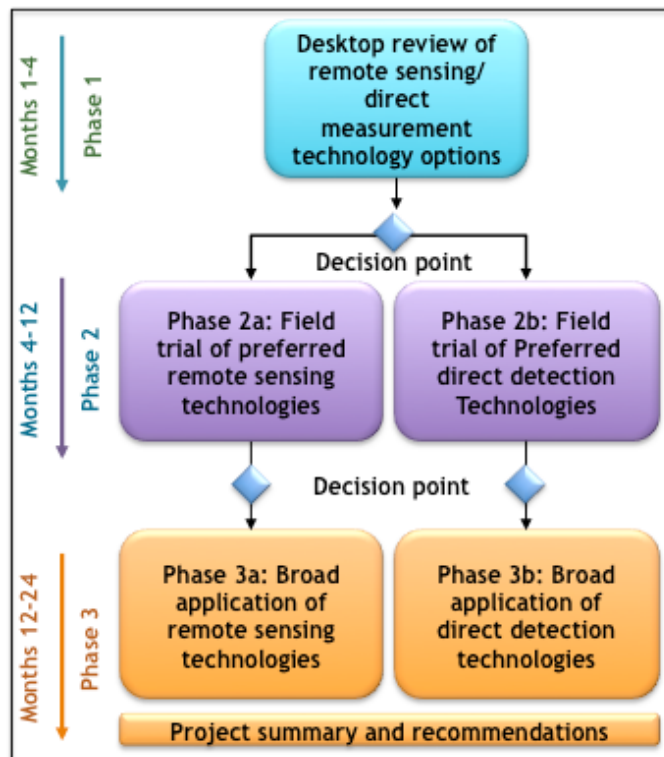 Months 1-4
Phase 1
Desktop review of
remote sensing/
direct
measurement
technology options
Decision point
Months 4-12
Phase 2
Phase 2a: Field
trial of preferred
remote sensing
technologies
Phase 2b: Field
trial of Preferred
direct detection
Technologies
Decision point
Months 12-24
Phase 3
Phase 3a: Broad
application of
remote sensing
technologies
Phase 3b: Broad
application of
direct detection
technologies
Project summary and recommendations